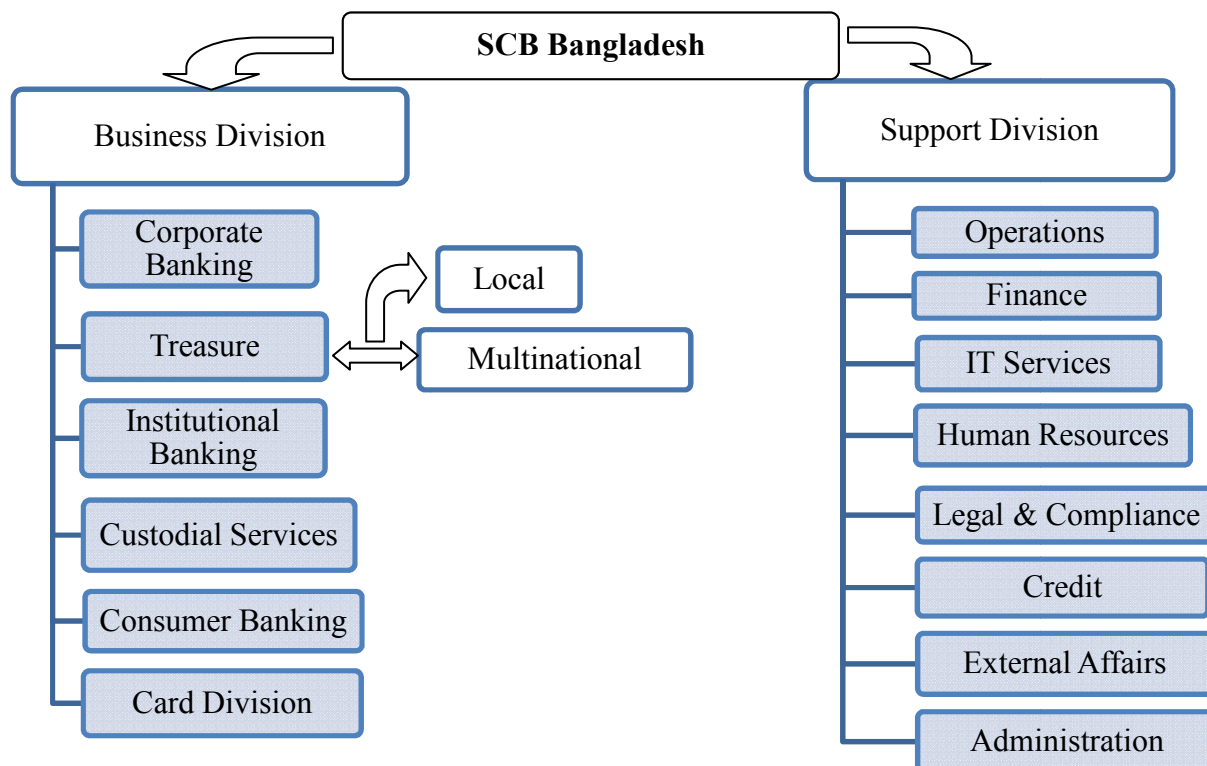 SCB Bangladesh
Business Division
Corporate
Banking
Treasure
Local
Multinational
Institutional
Banking
Custodial Services
Consumer Banking
Card Division
Support Division
Operations
Finance
IT Services
Human Resources
Legal & Compliance
Credit
External Affairs
Administration